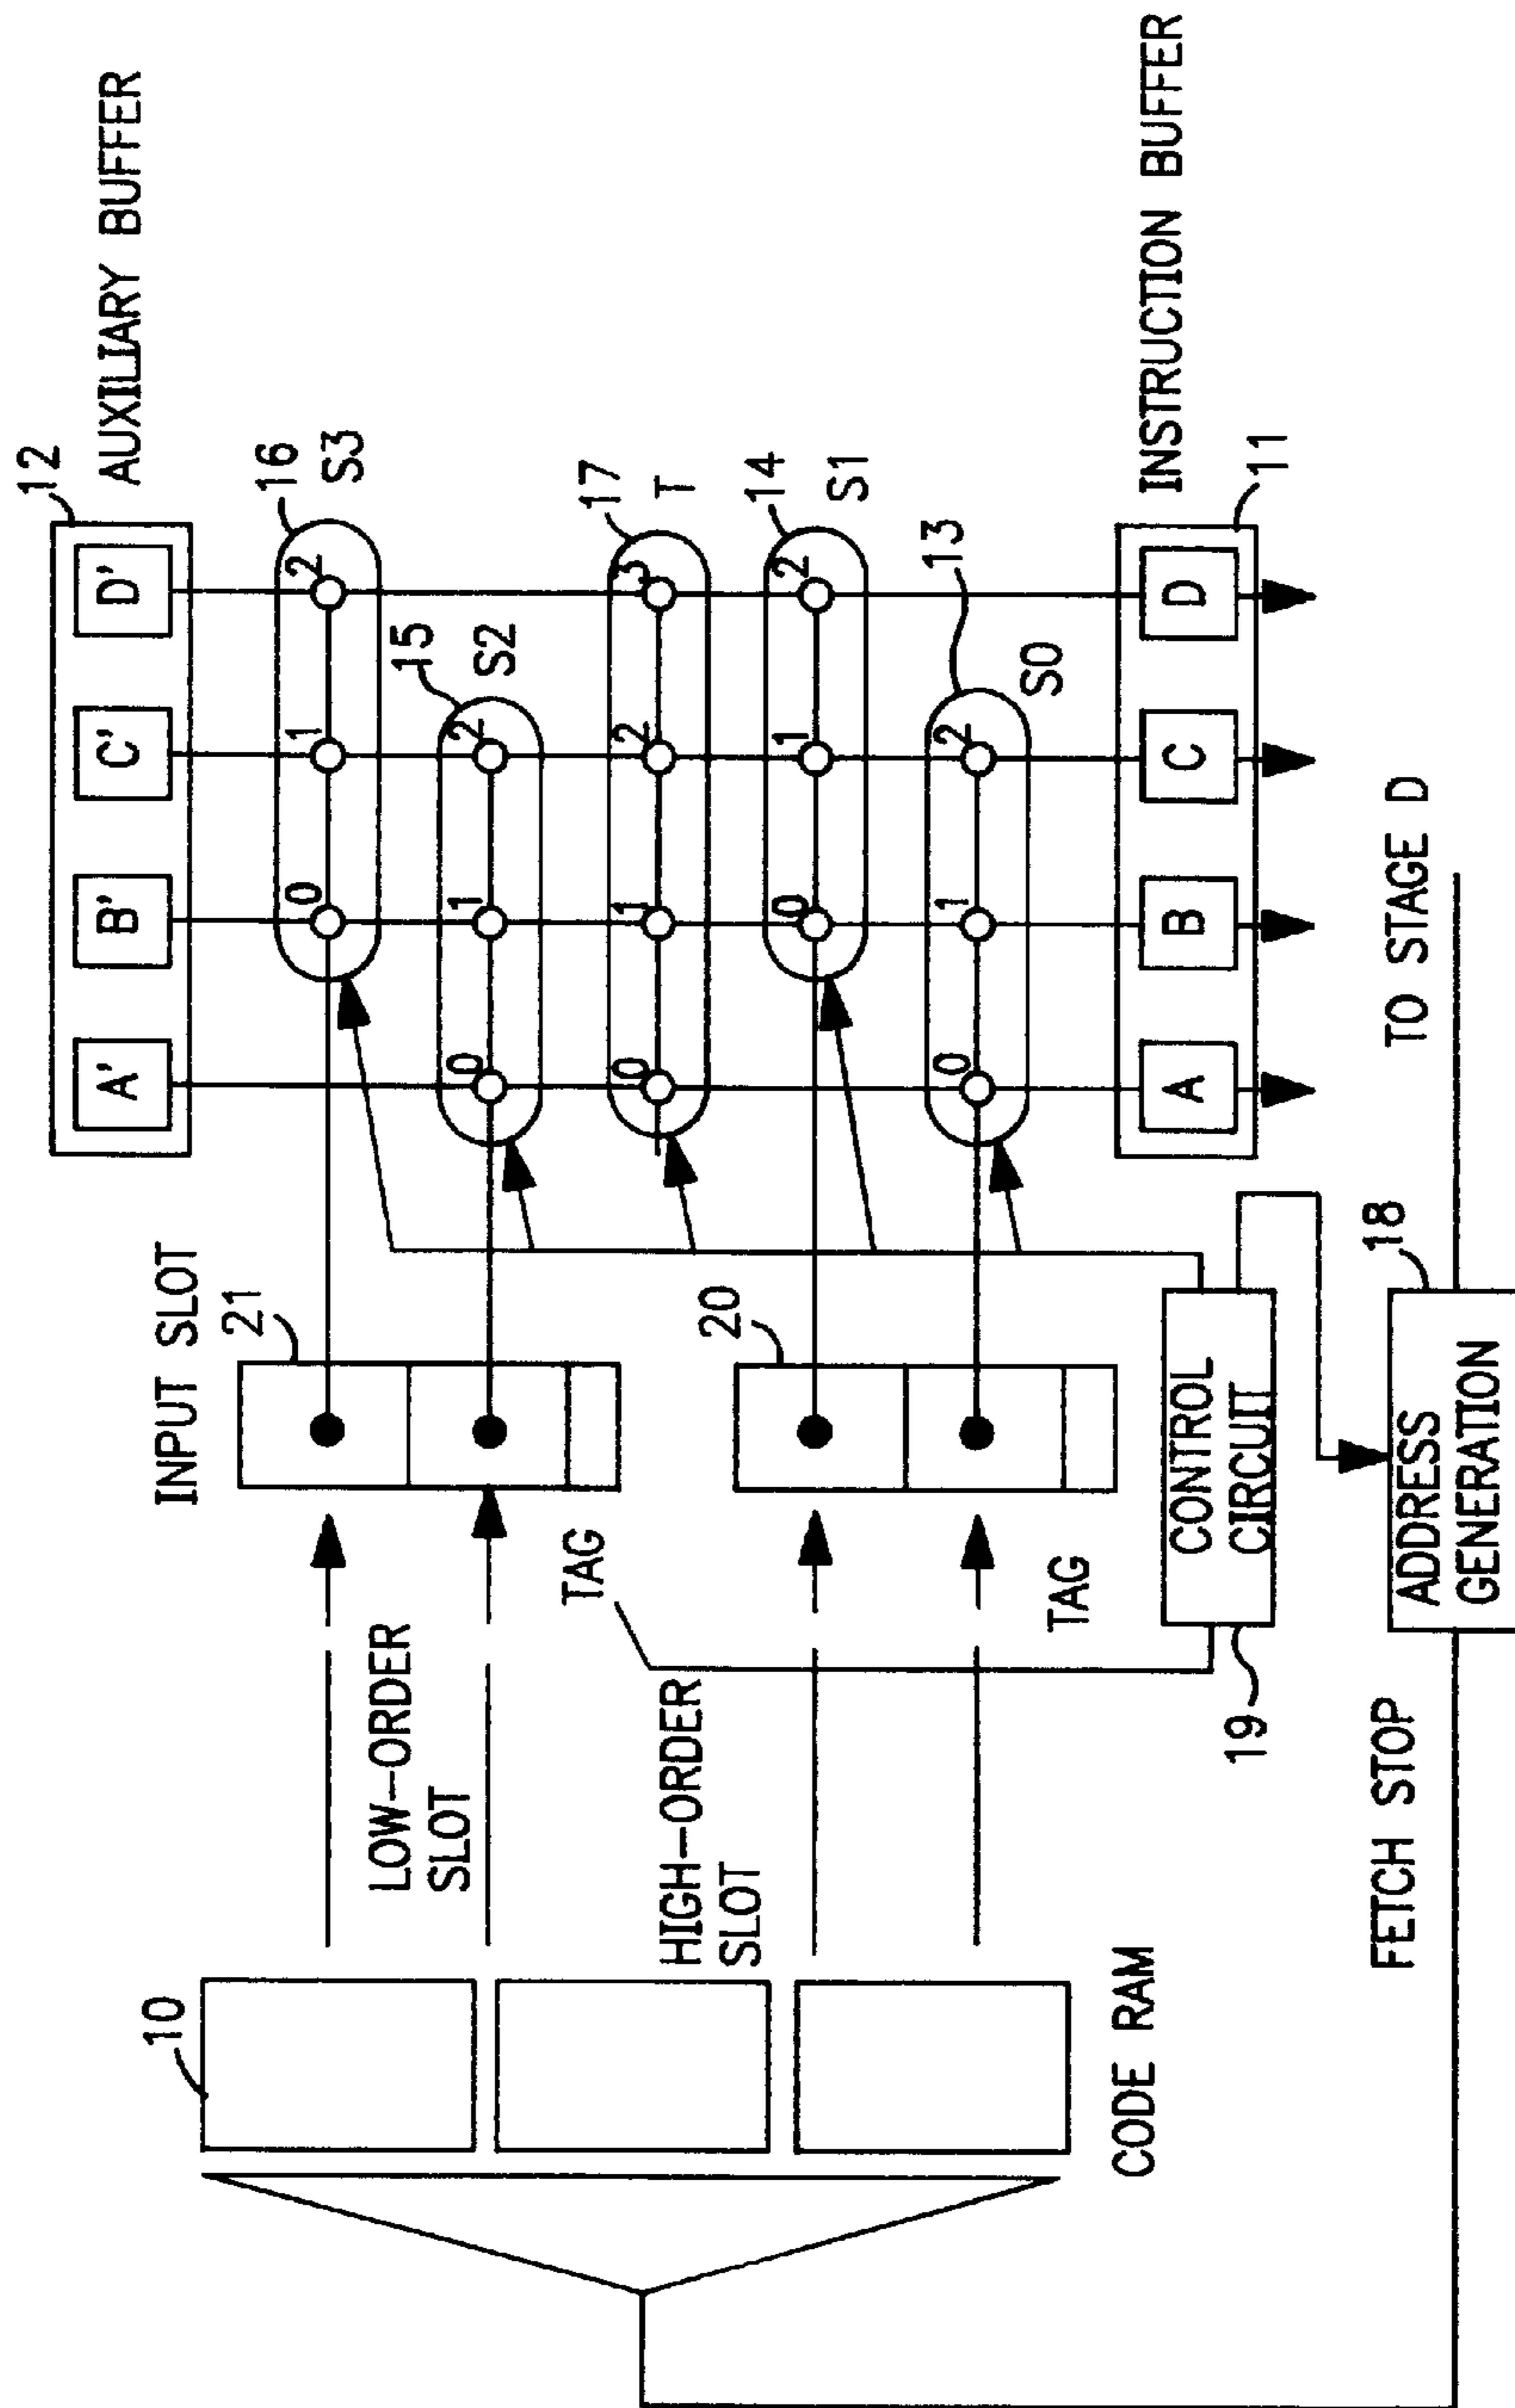 12
AUXILIARY BUFFER
A'
B'
C'
D'
16
S3
0
1
2
15
S2
0
1
2
17
T
0
1
2
3
14
S1
0
1
2
13
S0
0
1
2
INSTRUCTION BUFFER
11
A
B
C
D
INPUT SLOT
21
20
LOW-ORDER
SLOT
TAG
HIGH-ORDER
SLOT
TAG
10
CODE RAM
CONTROL
CIRCUIT
19
18
ADDRESS
GENERATION
TO STAGE D
FETCH STOP